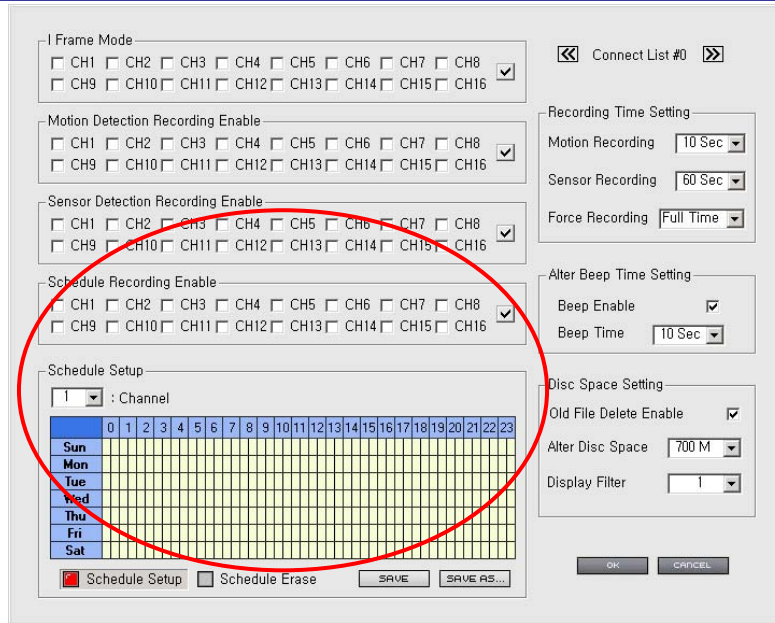 I Frame Mode
CH1 CH2 CH3 CH4 CH5 CH6 CH7 CH8
CH9 CH10 CH11 CH12 CH13 CH14 CH15 CH16
Motion Detection Recording Enable
CH1 CH2 CH3 CH4 CH5 CH6 CH7 CH8
CH9 CH10 CH11 CH12 CH13 CH14 CH15 CH16
Sensor Detection Recording Enable
CH1 CH2 CH3 CH4 CH5 CH6 CH7 CH8
CH9 CH10 CH11 CH12 CH13 CH14 CH15 CH16
Schedule Recording Enable
CH1 CH2 CH3 CH4 CH5 CH6 CH7 CH8
CH9 CH10 CH11 CH12 CH13 CH14 CH15 CH16
Schedule Setup
1 : Channel
0 1 2 3 4 5 6 7 8 9 10 11 12 13 14 15 16 17 18 19 20 21 22 23
Sun
Mon
Tue
Wed
Thu
Fri
Sat
Schedule Setup Schedule Erase SAVE SAVE AS...
Connect List #0
Recording Time Setting
Motion Recording 10 Sec
Sensor Recording 60 Sec
Force Recording Full Time
Alter Beep Time Setting
Beep Enable
Beep Time 10 Sec
Disc Space Setting
Old File Delete Enable
Alter Disc Space 700 M
Display Filter 1
OK CANCEL